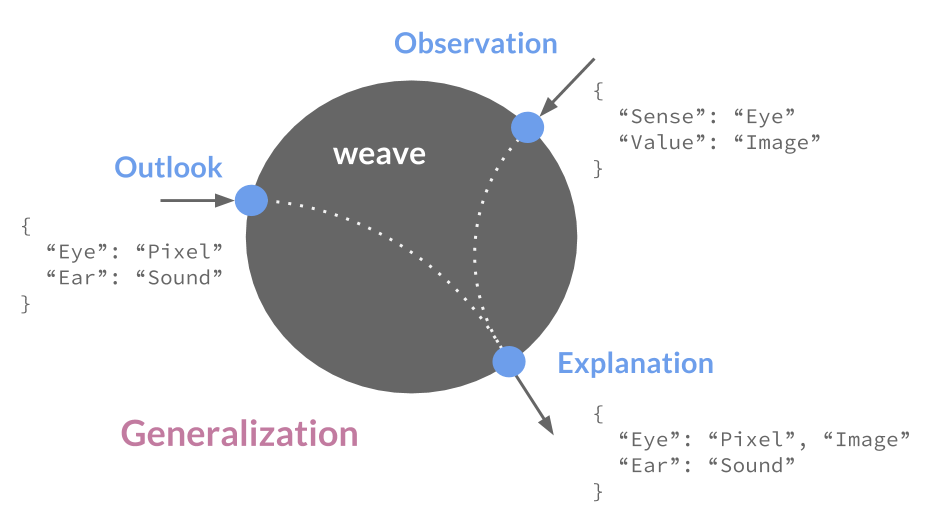 Observation
{
“Sense”: “Eye”
“Value”: “Image”
}
weave
Outlook
{
“Eye”: “Pixel”
“Ear”: “Sound”
}
Explanation
{
“Eye”: “Pixel”, “Image”
“Ear”: “Sound”
}
Generalization